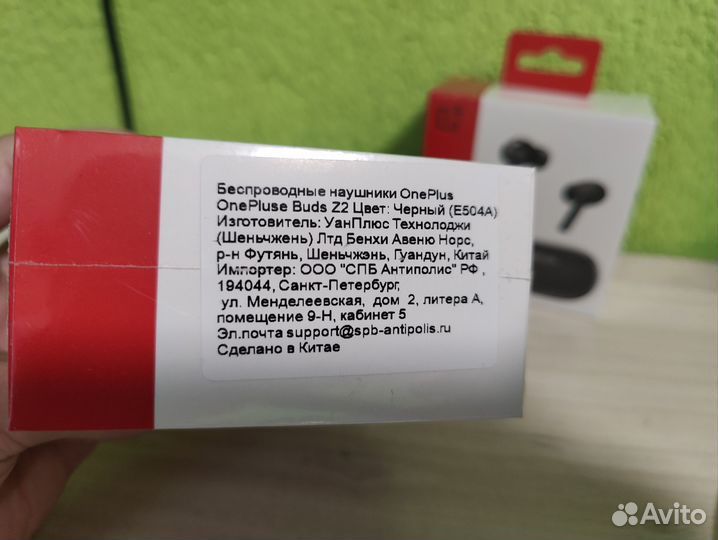 Беспроводные наушники OnePlus
OnePluse Buds Z2 Цвет: Черный (E504A)
Изготовитель: УанПлюс Технолоджи
(Шеньчжень) Лтд Бенхи Авеню Норс,
р-н Футянь, Шеньчжэнь, Гуандун, Китай
Импортер: ООО "СПБ Антиполис" РФ ,
194044, Санкт-Петербург,
ул. Менделеевская, дом 2, литера А,
помещение 9-Н, кабинет 5
Эл.почта support@spb-antipolis.ru
Сделано в Китае
Avito